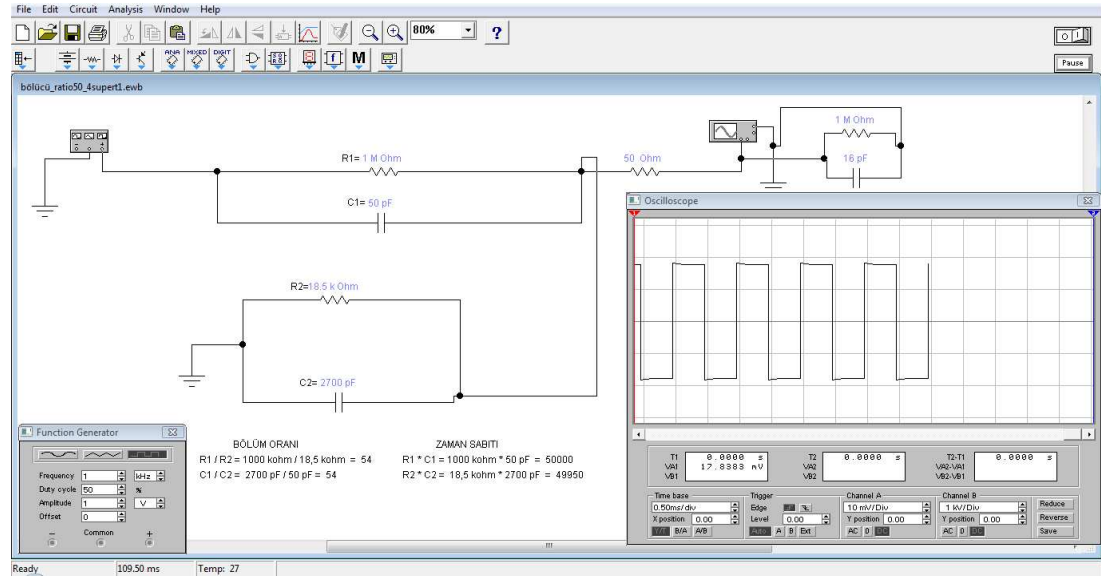 File Edit Circuit Analysis Window Help
80%
?
ANA MIXED DIGIT
M
Pause
bölücü_ratio50_4supert1.ewb
R1= 1 M Ohm
C1= 50 pF
50 Ohm
1 M Ohm
16 pF
R2=18.5 k Ohm
C2= 2700 pF
BÖLÜM ORANI
R1 / R2 = 1000 kohm / 18,5 kohm = 54
C1 / C2 = 2700 pF / 50 pF = 54
ZAMAN SABITI
R1 * C1 = 1000 kohm * 50 pF = 50000
R2 * C2 = 18,5 kohm * 2700 pF = 49950
Function Generator
Frequency 1 kHz
Duty cycle 50 %
Amplitude 1 V
Offset 0
Common
Oscilloscope
T1 0.0000 s
VA1 17.8383 mV
VB1
T2 0.0000 s
VA2
VB2
T2-T1 0.0000 s
VA2-VA1
VB2-VB1
Time base
0.50ms/div
X position 0.00
Y/T B/A A/B
Trigger
Edge
Level 0.00
Auto A B Ext
Channel A
10 mV/Div
Y position 0.00
AC 0 DC
Channel B
1 kV/Div
Y position 0.00
AC 0 DC
Reduce
Reverse
Save
Ready 109.50 ms Temp: 27